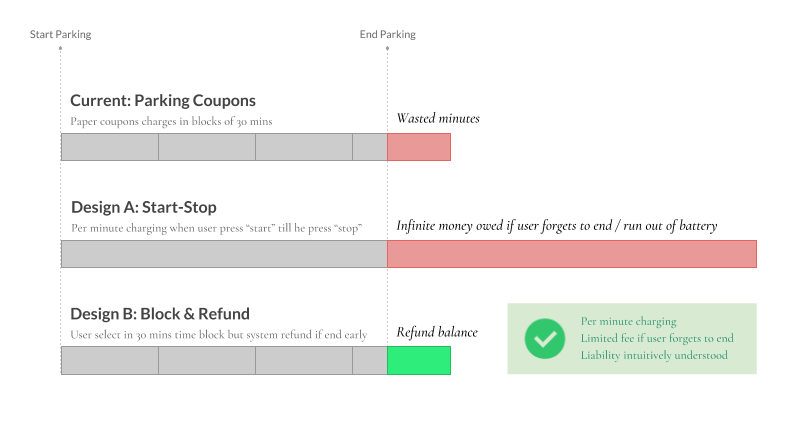 Start Parking
End Parking
Current: Parking Coupons
Paper coupons charges in blocks of 30 mins
Wasted minutes
Design A: Start-Stop
Per minute charging when user press “start” till he press “stop”
Infinite money owed if user forgets to end / run out of battery
Design B: Block & Refund
User select in 30 mins time block but system refund if end early
Refund balance
Per minute charging
Limited fee if user forgets to end
Liability intuitively understood